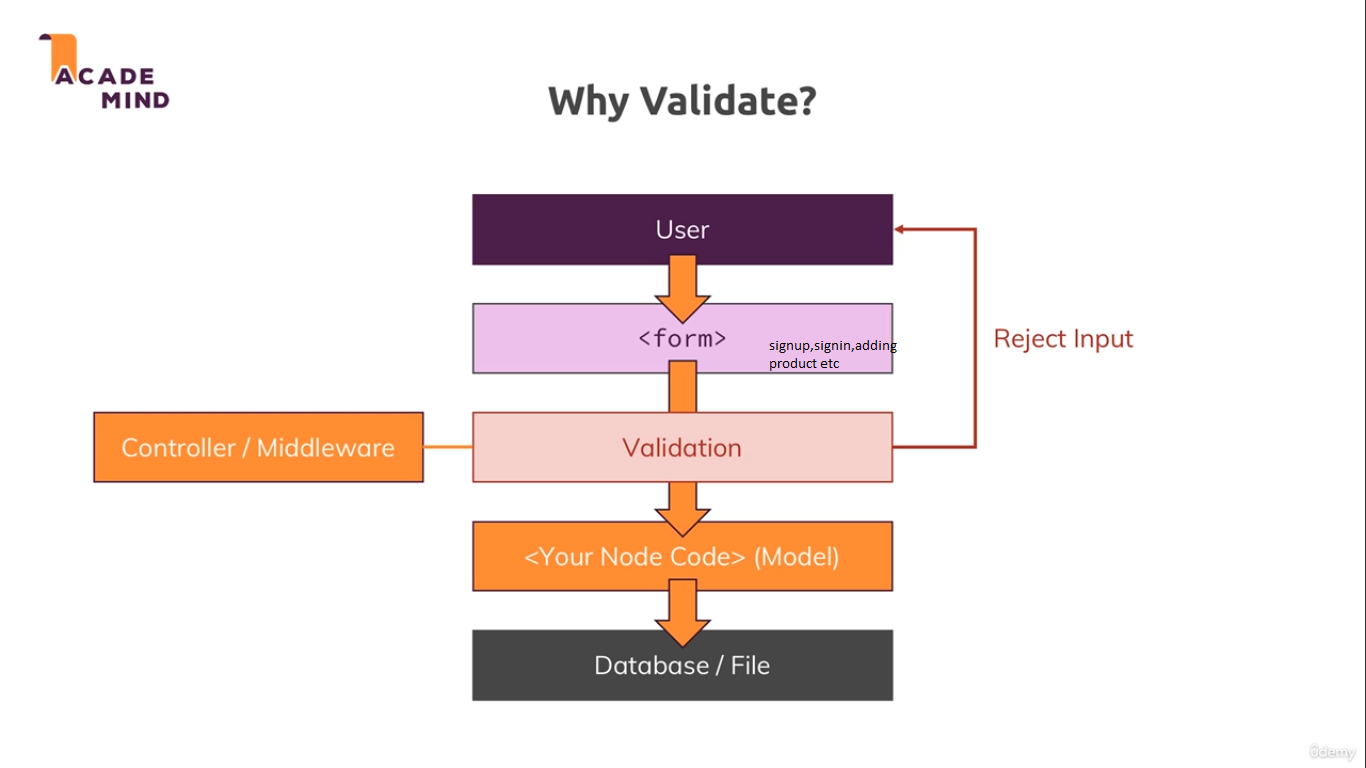 ACADE
MIND
Why Validate?
User
<form>
signup,signin,adding
product etc
Reject Input
Controller / Middleware
Validation
<Your Node Code> (Model)
Database / File
ûdemy